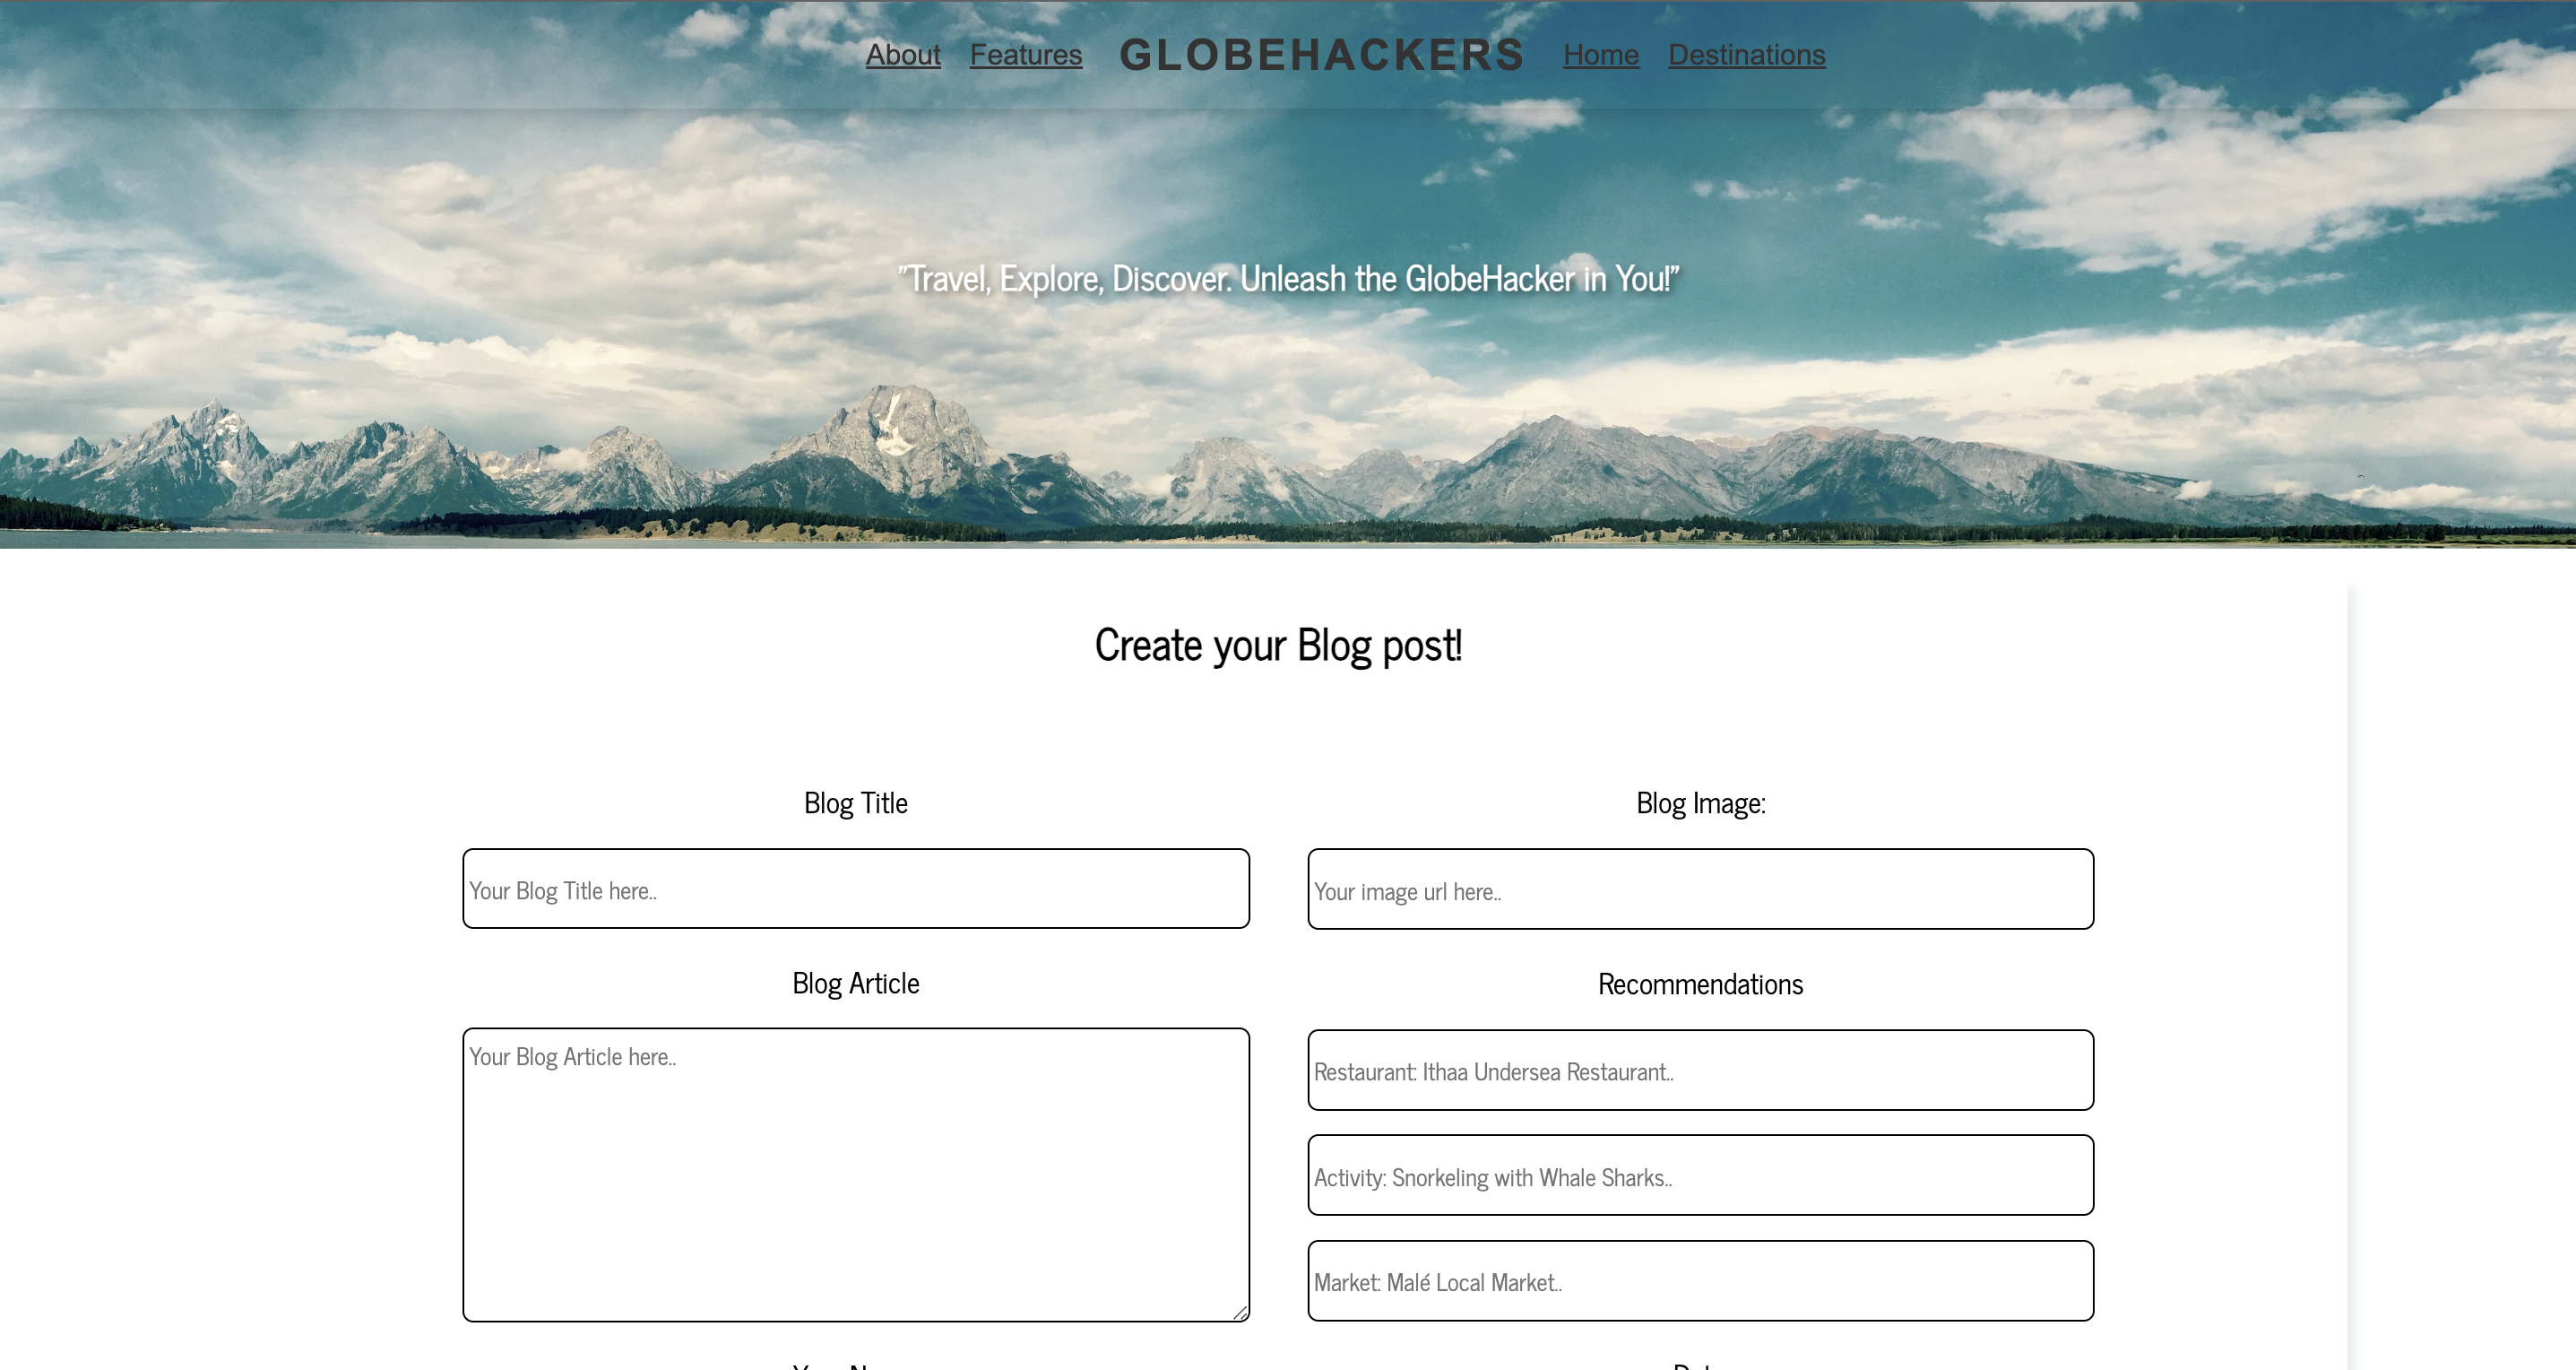 About Features GLOBEHACKERS Home Destinations
"Travel, Explore, Discover. Unleash the GlobeHacker in You!"
Create your Blog post!
Blog Title
Your Blog Title here..
Blog Image:
Your image url here..
Blog Article
Your Blog Article here..
Recommendations
Restaurant: Ithaa Undersea Restaurant..
Activity: Snorkeling with Whale Sharks..
Market: Malé Local Market..